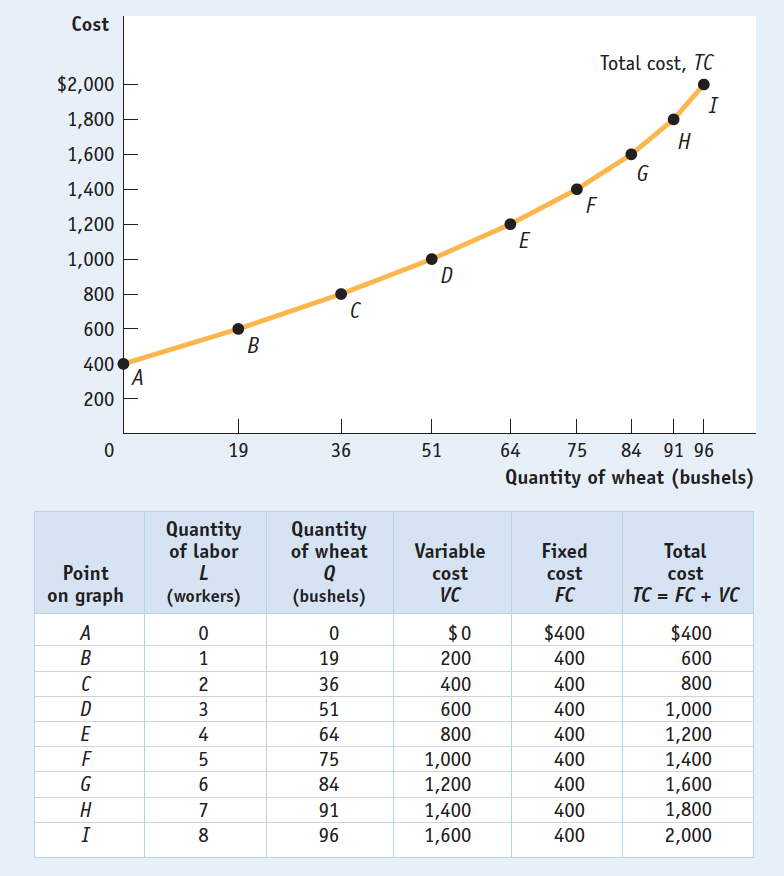 Cost
Total cost, TC
$2,000
1,800
1,600
1,400
1,200
1,000
800
600
400
200
A
B
C
D
E
F
G
H
I
0 19 36 51 64 75 84 91 96
Quantity of wheat (bushels)
Point on graph
Quantity of labor L (workers)
Quantity of wheat Q (bushels)
Variable cost VC
Fixed cost FC
Total cost TC = FC + VC
A 0 0 $0 $400 $400
B 1 19 200 400 600
C 2 36 400 400 800
D 3 51 600 400 1,000
E 4 64 800 400 1,200
F 5 75 1,000 400 1,400
G 6 84 1,200 400 1,600
H 7 91 1,400 400 1,800
I 8 96 1,600 400 2,000